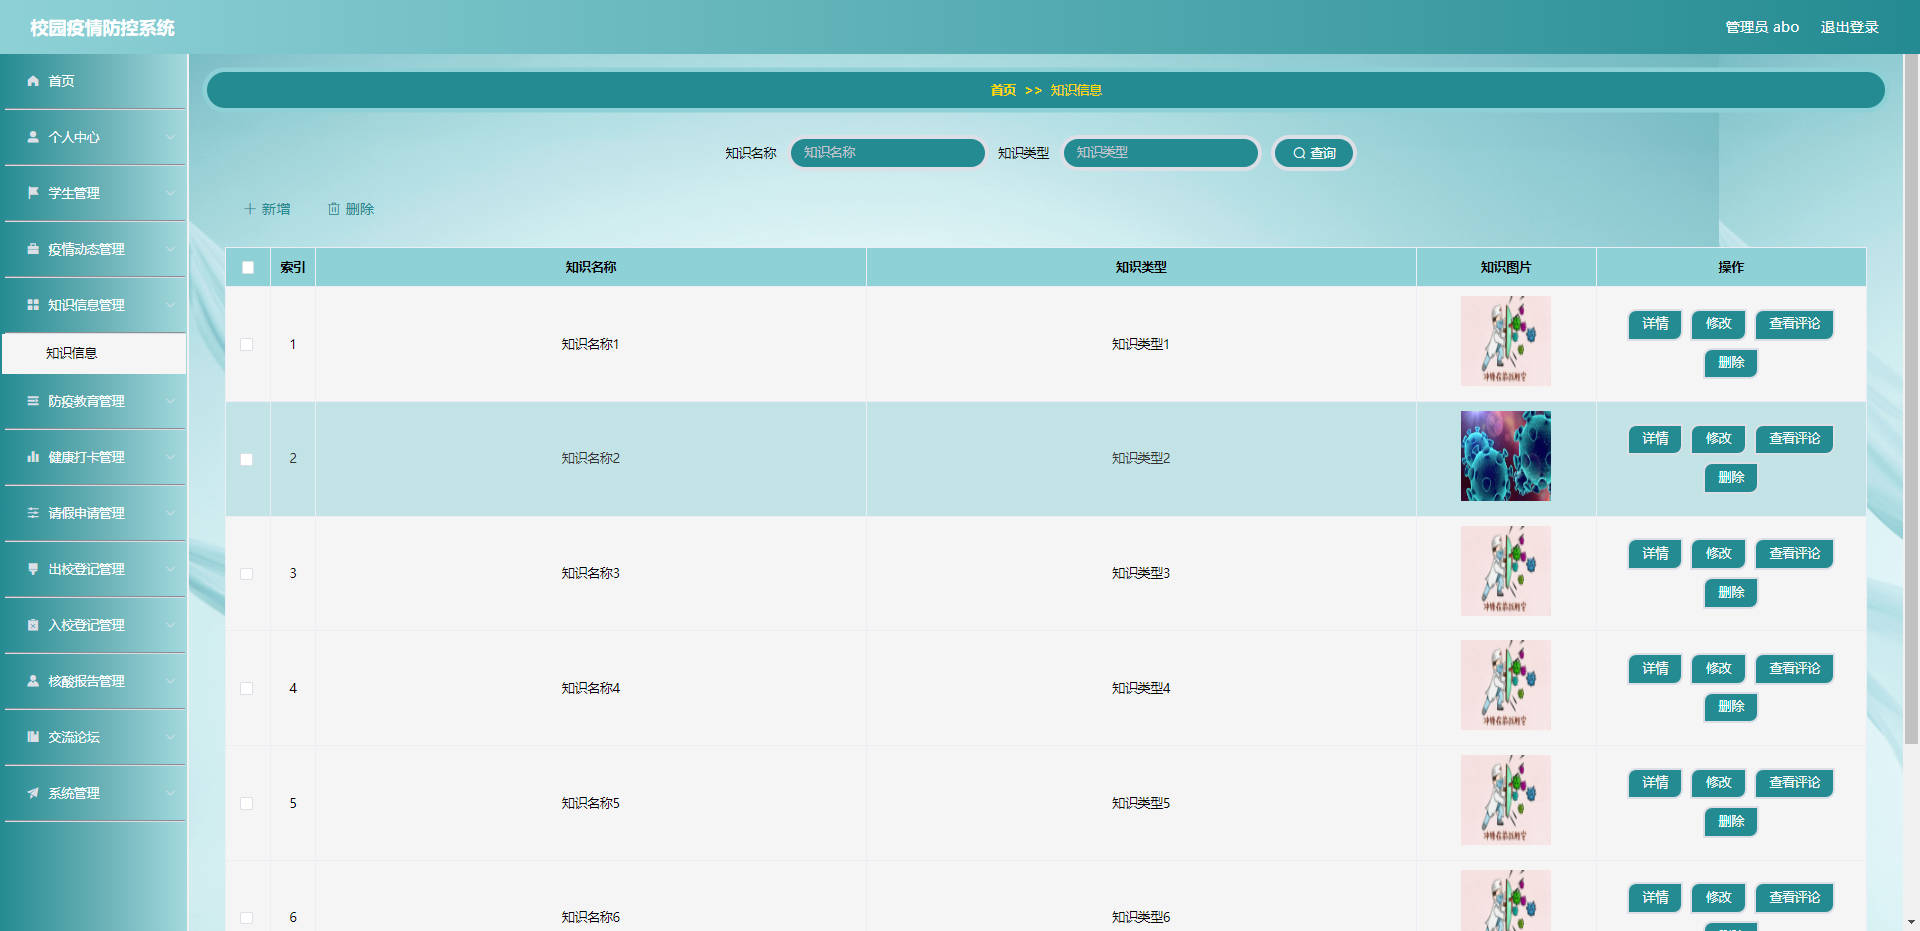 校园疫情防控系统
管理员 abo 退出登录
首页
个人中心
学生管理
疫情动态管理
知识信息管理
知识信息
防疫教育管理
健康打卡管理
请假申请管理
出校登记管理
入校登记管理
核酸报告管理
交流论坛
系统管理
首页 >> 知识信息
知识名称 知识名称 知识类型 知识类型 查询
新增 删除
索引 知识名称 知识类型 知识图片 操作
1 知识名称1 知识类型1 详情 修改 查看评论
删除
2 知识名称2 知识类型2 详情 修改 查看评论
删除
3 知识名称3 知识类型3 详情 修改 查看评论
删除
4 知识名称4 知识类型4 详情 修改 查看评论
删除
5 知识名称5 知识类型5 详情 修改 查看评论
删除
6 知识名称6 知识类型6 详情 修改 查看评论